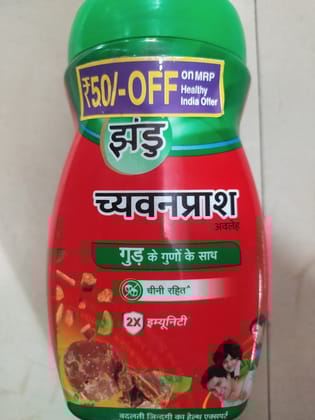 ₹50/-OFF
on MRP
Healthy
India Offer
झंडु
च्यवनप्राश
अवलेह
गुड़ के गुणों के साथ
चीनी रहित^
2X इम्यूनिटी
बदलती ज़िन्दगी का हेल्थ एक्सपर्ट